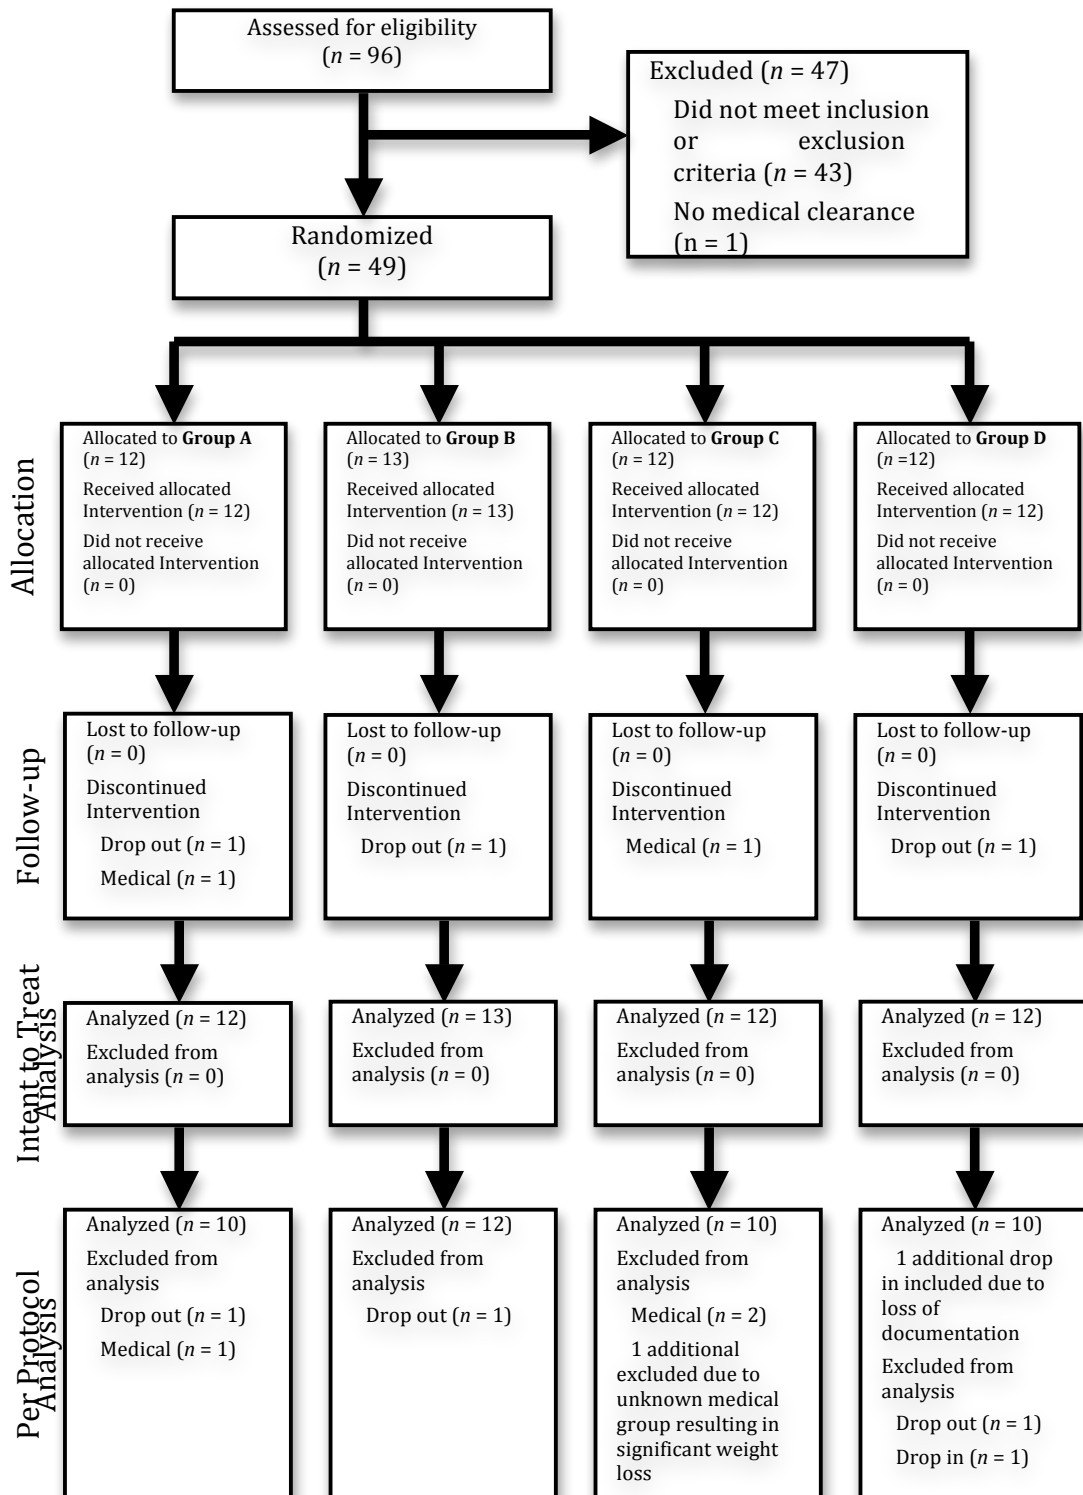 Assessed for eligibility
(n = 96)
Excluded (n = 47)
Did not meet inclusion
or exclusion
criteria (n = 43)
No medical clearance
(n = 1)
Randomized
(n = 49)
Allocation
Allocated to Group A
(n = 12)
Received allocated
Intervention (n = 12)
Did not receive
allocated Intervention
(n = 0)
Allocated to Group B
(n = 13)
Received allocated
Intervention (n = 13)
Did not receive
allocated Intervention
(n = 0)
Allocated to Group C
(n = 12)
Received allocated
Intervention (n = 12)
Did not receive
allocated Intervention
(n = 0)
Allocated to Group D
(n =12)
Received allocated
Intervention (n = 12)
Did not receive
allocated Intervention
(n = 0)
Follow-up
Lost to follow-up
(n = 0)
Discontinued
Intervention
Drop out (n = 1)
Medical (n = 1)
Lost to follow-up
(n = 0)
Discontinued
Intervention
Drop out (n = 1)
Lost to follow-up
(n = 0)
Discontinued
Intervention
Medical (n = 1)
Lost to follow-up
(n = 0)
Discontinued
Intervention
Drop out (n = 1)
Intent to Treat
Analysis
Analyzed (n = 12)
Excluded from
analysis (n = 0)
Analyzed (n = 13)
Excluded from
analysis (n = 0)
Analyzed (n = 12)
Excluded from
analysis (n = 0)
Analyzed (n = 12)
Excluded from
analysis (n = 0)
Per Protocol
Analysis
Analyzed (n = 10)
Excluded from
analysis
Drop out (n = 1)
Medical (n = 1)
Analyzed (n = 12)
Excluded from
analysis
Drop out (n = 1)
Analyzed (n = 10)
Excluded from
analysis
Medical (n = 2)
1 additional
excluded due to
unknown medical
group resulting in
significant weight
loss
Analyzed (n = 10)
1 additional drop
in included due to
loss of
documentation
Excluded from
analysis
Drop out (n = 1)
Drop in (n = 1)